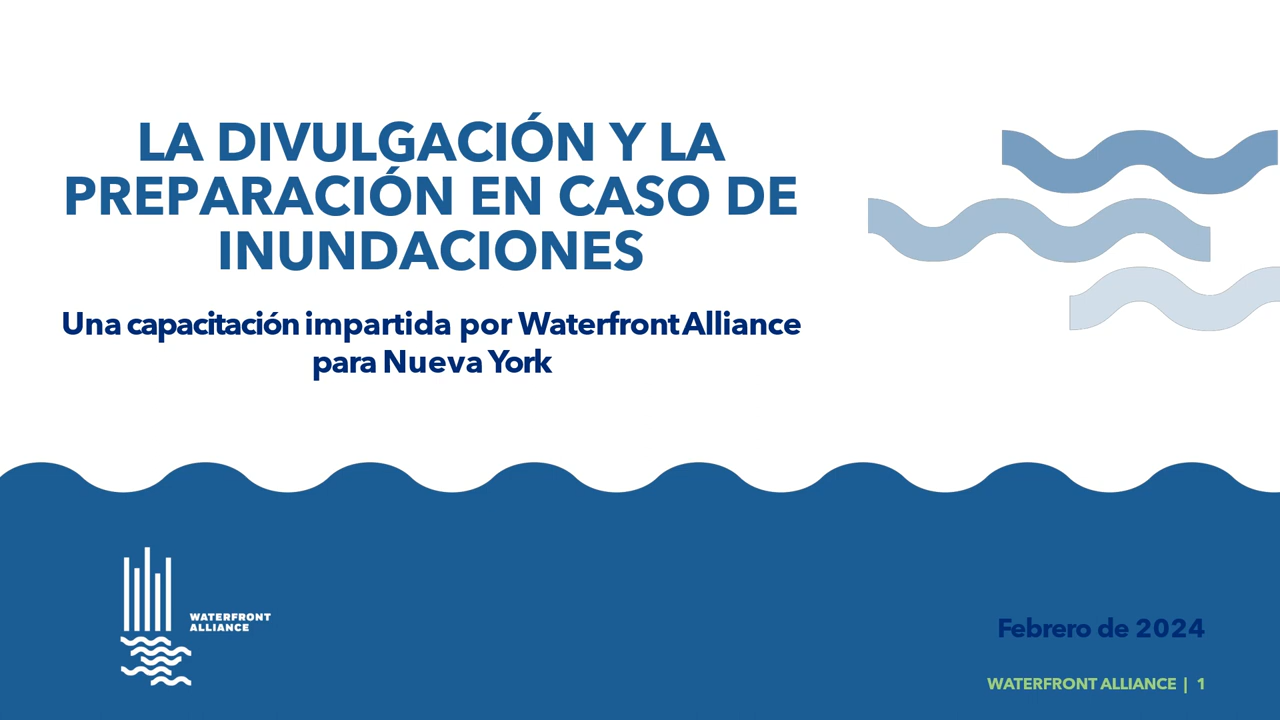 LA DIVULGACIÓN Y LA
PREPARACIÓN EN CASO DE
INUNDACIONES
Una capacitación impartida por Waterfront Alliance
para Nueva York
WATERFRONT
ALLIANCE
Febrero de 2024
WATERFRONT ALLIANCE | 1